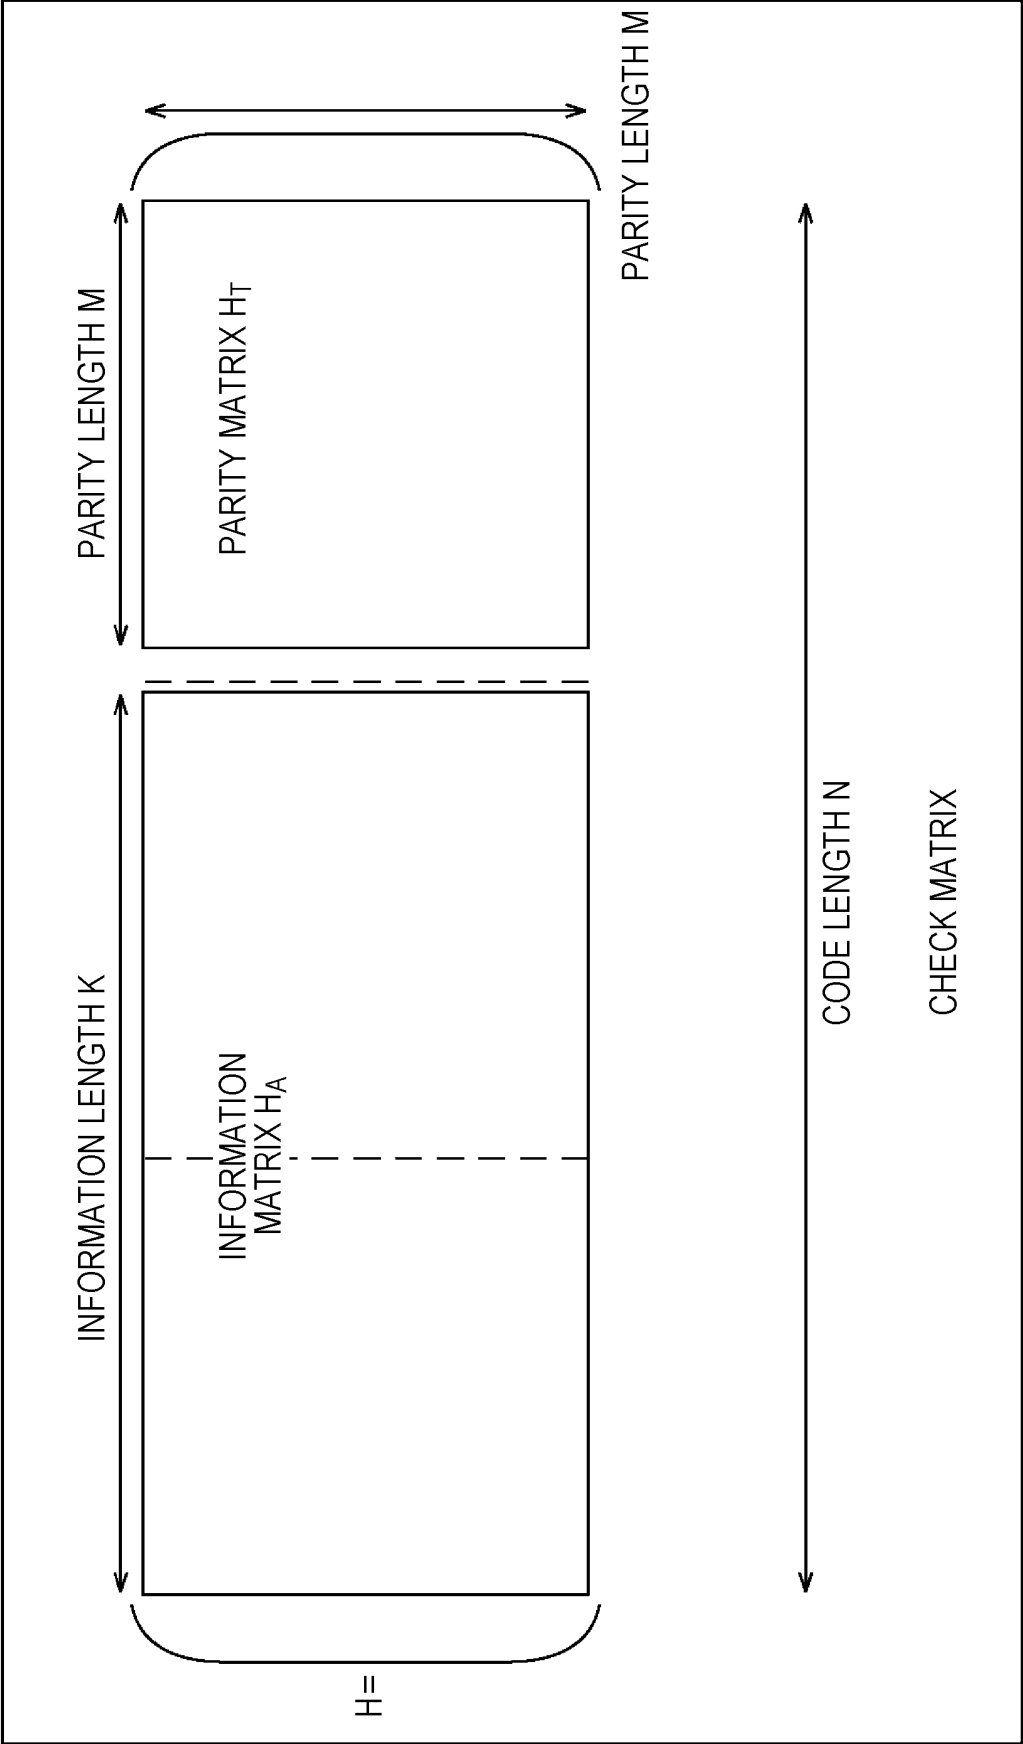 INFORMATION LENGTH K
PARITY LENGTH M
H=
INFORMATION
MATRIX HA
PARITY MATRIX HT
PARITY LENGTH M
CODE LENGTH N
CHECK MATRIX